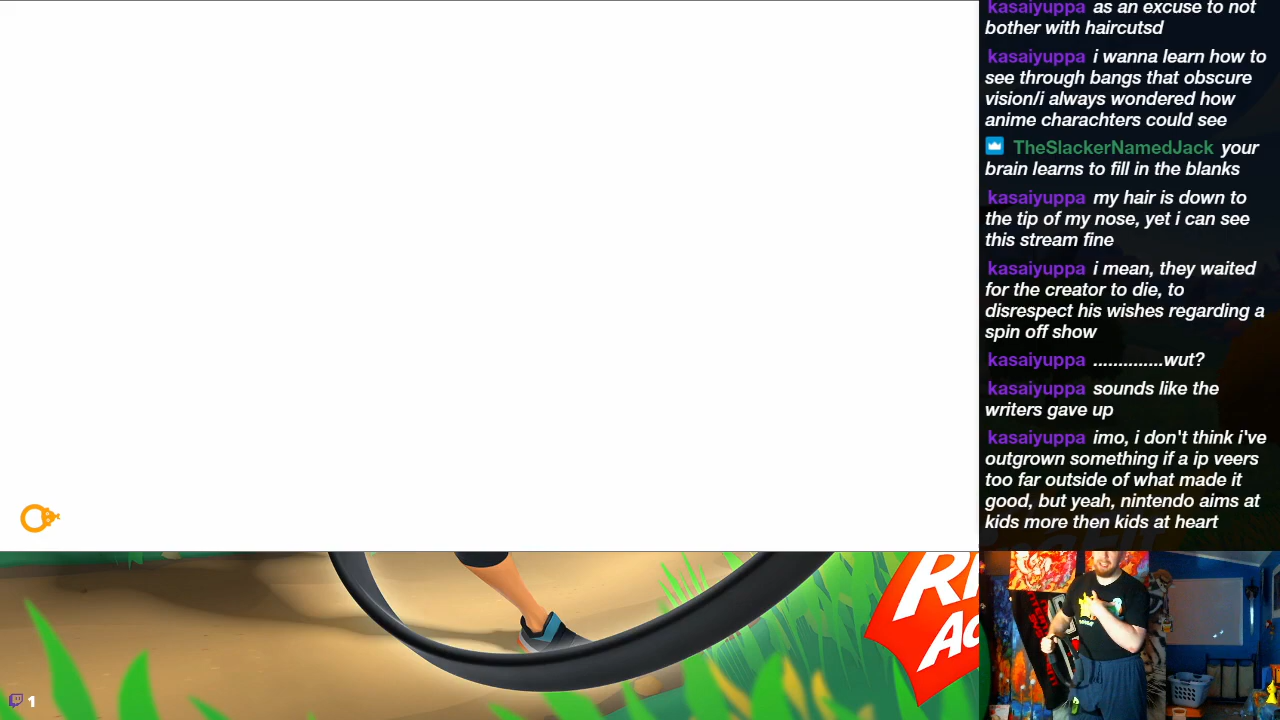 kasaiyuppa as an excuse to not
bother with haircutsd
kasaiyuppa i wanna learn how to
see through bangs that obscure
vision/i always wondered how
anime charachters could see
TheSlackerNamedJack your
brain learns to fill in the blanks
kasaiyuppa my hair is down to
the tip of my nose, yet i can see
this stream fine
kasaiyuppa i mean, they waited
for the creator to die, to
disrespect his wishes regarding a
spin off show
kasaiyuppa ..............wut?
kasaiyuppa sounds like the
writers gave up
kasaiyuppa imo, i don't think i've
outgrown something if a ip veers
too far outside of what made it
good, but yeah, nintendo aims at
kids more then kids at heart
1